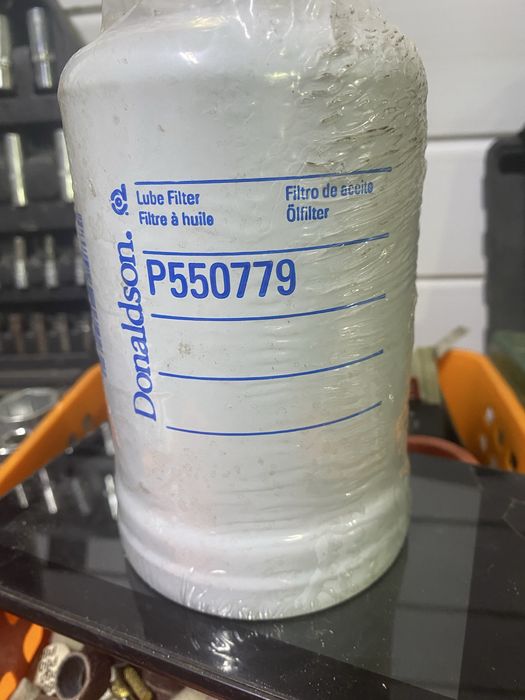 Lube Filter
Filtre à huile
Filtro de aceite
Ölfilter
P550779
Donaldson.